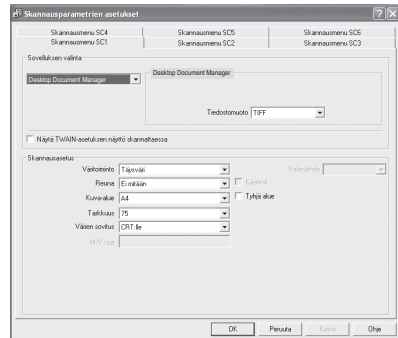 Skannausparametrien asetukset
Skannausmenu SC4 Skannausmenu SC5 Skannausmenu SC6
Skannausmenu SC1 Skannausmenu SC2 Skannausmenu SC3
Sovelluksen valinta
Desktop Document Manager
Desktop Document Manager
Tiedostomuoto TIFF
Näytä TWAIN-asetuksen näyttö skannattaessa
Skannausasetus
Väritoiminto Täysväri Valonlähde
Reuna Ei mitään Käännä
Kuva-alue A4 Tyhjä alue
Tarkkuus 75
Värien sovitus CRT:lle
M/V raja
OK Peruuta Käytä Ohje